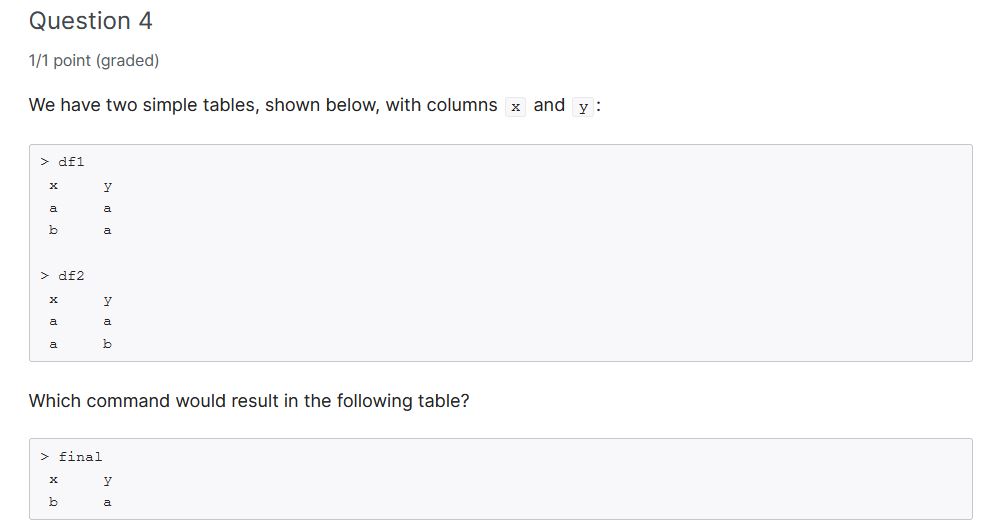 Question 4
1/1 point (graded)
We have two simple tables, shown below, with columns x and y :
> df1
x y
a a
b a
> df2
x y
a a
a b
Which command would result in the following table?
> final
x y
b a